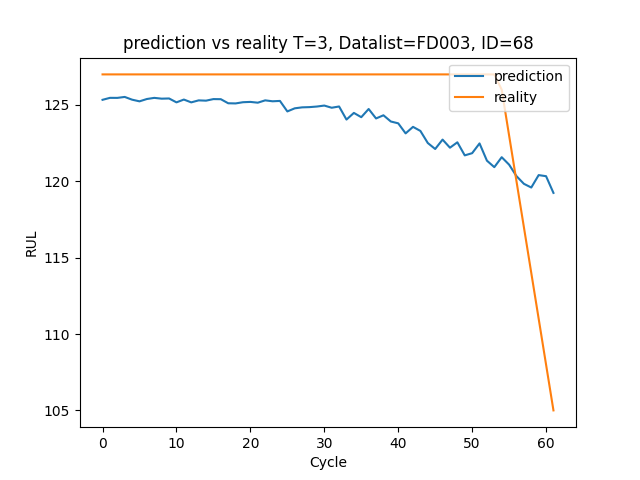 prediction vs reality T=3, Datalist=FD003, ID=68
prediction
reality
125
120
115
110
105
RUL
0 10 20 30 40 50 60
Cycle